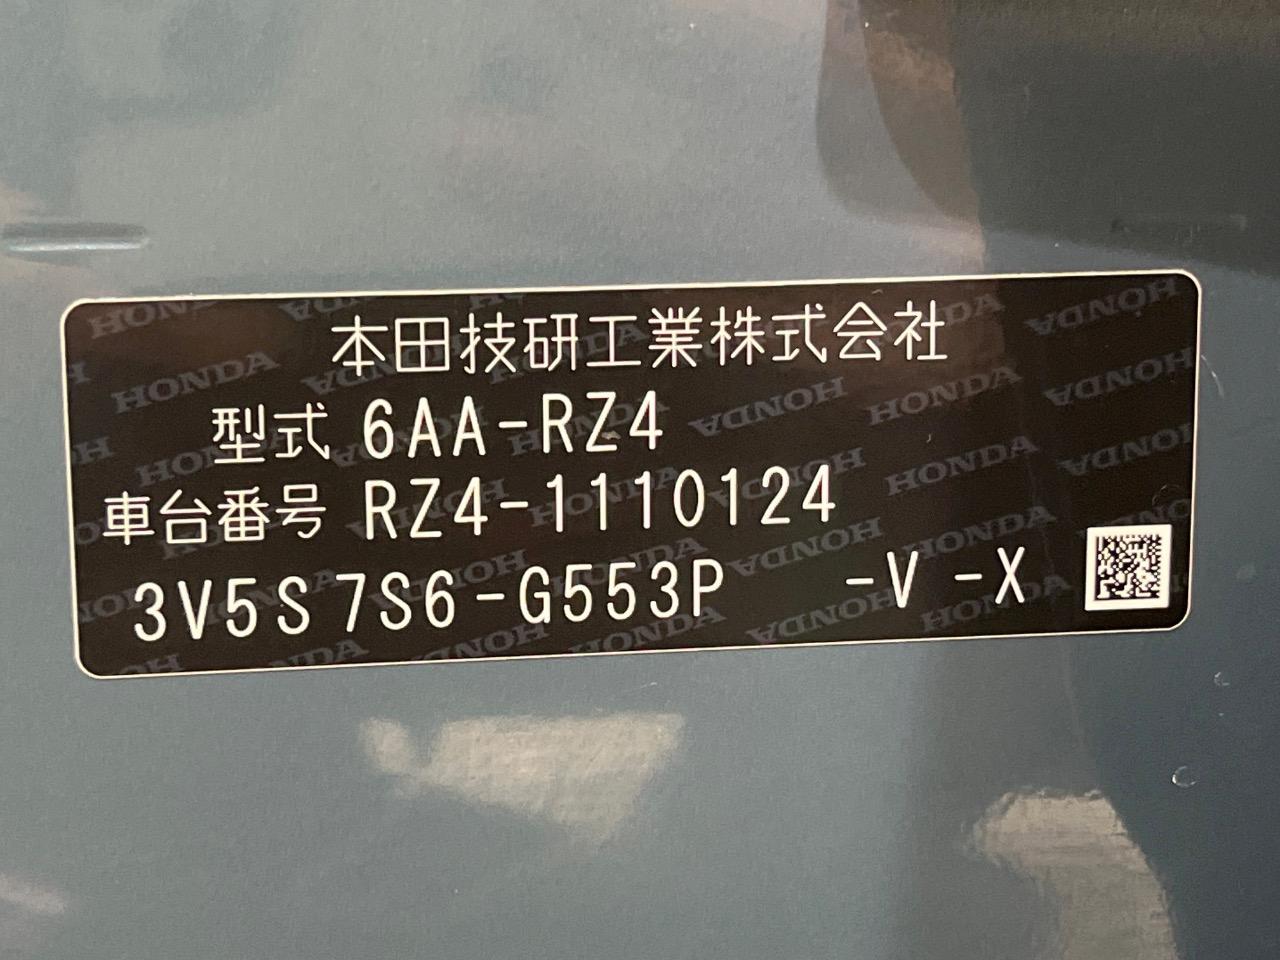 本田技研工業株式会社
型式 6AA-RZ4
車台番号 RZ4-1110124
3V5S7S6-G553P -V -X